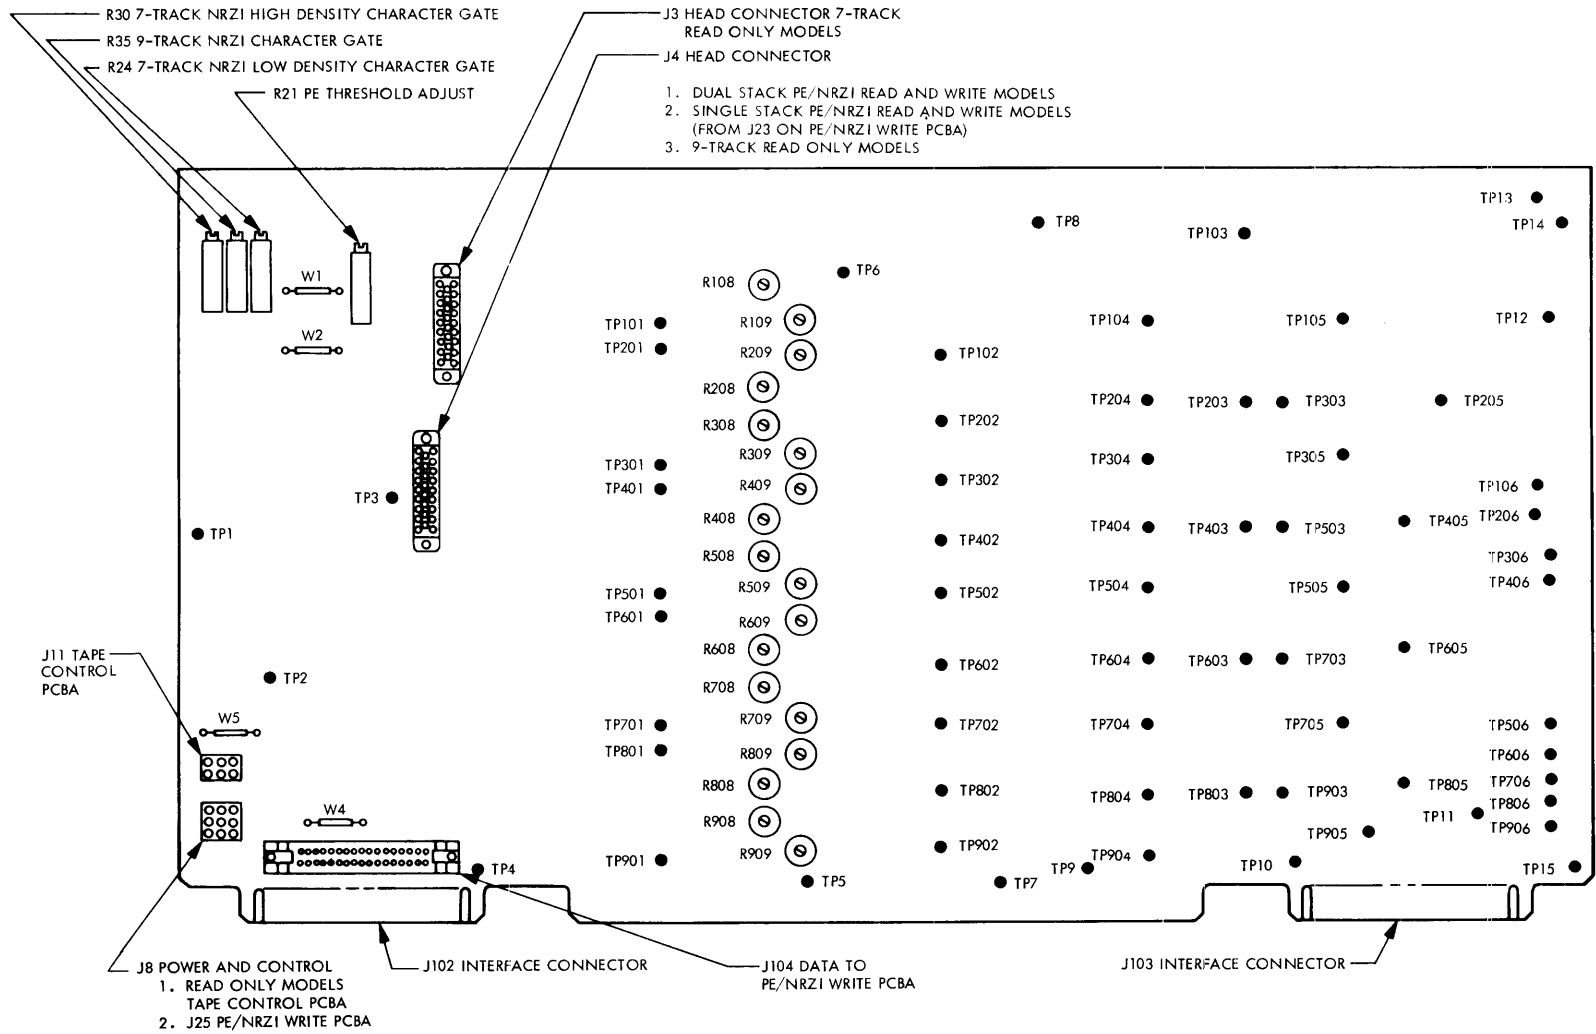 R30 7-TRACK NRZI HIGH DENSITY CHARACTER GATE
R35 9-TRACK NRZI CHARACTER GATE
R24 7-TRACK NRZI LOW DENSITY CHARACTER GATE
R21 PE THRESHOLD ADJUST
J3 HEAD CONNECTOR 7-TRACK
READ ONLY MODELS
J4 HEAD CONNECTOR
1. DUAL STACK PE/NRZI READ AND WRITE MODELS
2. SINGLE STACK PE/NRZI READ AND WRITE MODELS
(FROM J23 ON PE/NRZI WRITE PCBA)
3. 9-TRACK READ ONLY MODELS
TP13
TP8
TP14
TP103
TP6
W1
R108
TP101
R109
TP104
TP105
TP12
W2
TP201
R209
TP102
R208
TP204
TP203
TP303
TP205
R308
TP202
R309
TP301
TP304
TP305
TP302
TP401
R409
TP106
TP3
R408
TP404
TP403
TP503
TP405
TP206
TP1
TP402
R508
TP306
TP501
R509
TP502
TP504
TP505
TP406
TP601
R609
J11 TAPE
CONTROL
PCBA
R608
TP602
TP604
TP603
TP703
TP605
TP2
R708
W5
TP701
R709
TP702
TP704
TP705
TP506
TP801
R809
TP606
R808
TP802
TP804
TP803
TP903
TP805
TP706
TP806
W4
R908
TP11
TP905
TP906
TP901
R909
TP902
TP904
TP4
TP5
TP7
TP9
TP10
TP15
J8 POWER AND CONTROL
1. READ ONLY MODELS
TAPE CONTROL PCBA
2. J25 PE/NRZI WRITE PCBA
J102 INTERFACE CONNECTOR
J104 DATA TO
PE/NRZI WRITE PCBA
J103 INTERFACE CONNECTOR